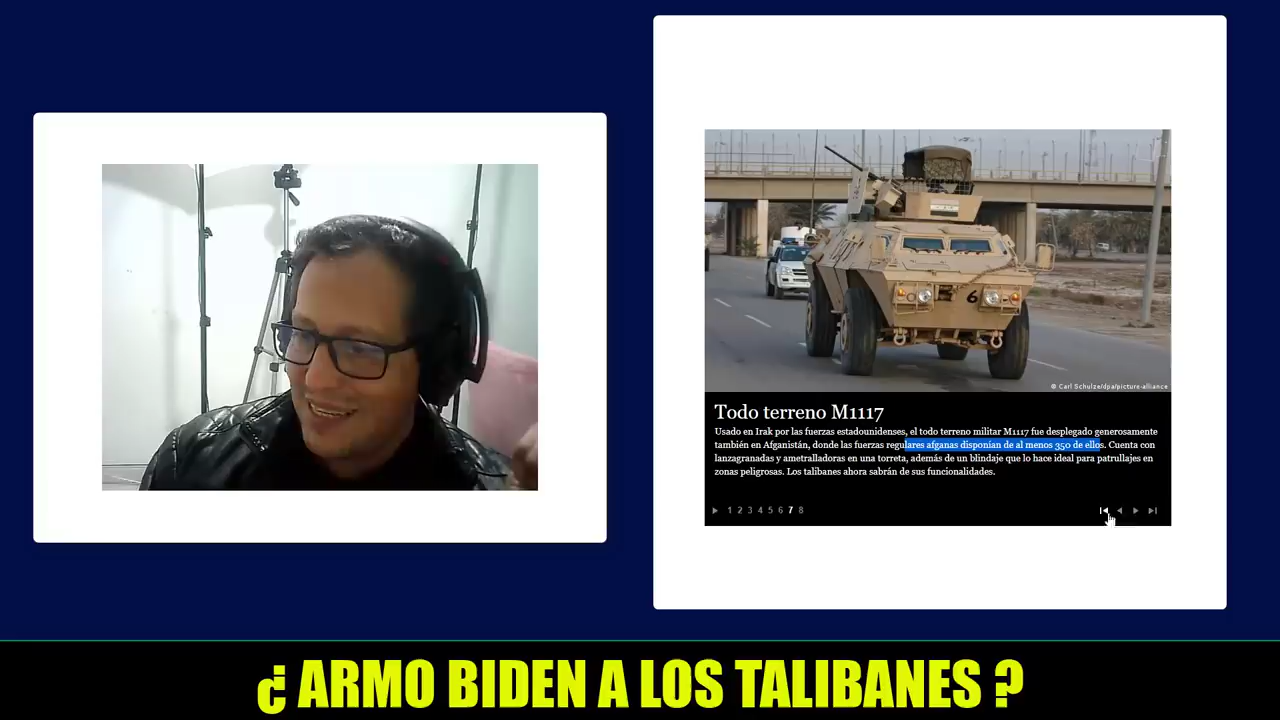 © Carl Schulze/dpa/picture-alliance
Todo terreno M1117
Usado en Irak por las fuerzas estadounidenses, el todo terreno militar M1117 fue desplegado generosamente
también en Afganistán, donde las fuerzas regulares afganas disponían de al menos 350 de ellos. Cuenta con
lanzagranadas y ametralladoras en una torreta, además de un blindaje que lo hace ideal para patrullajes en
zonas peligrosas. Los talibanes ahora sabrán de sus funcionalidades.
1 2 3 4 5 6 7 8
6
¿ ARMO BIDEN A LOS TALIBANES ?